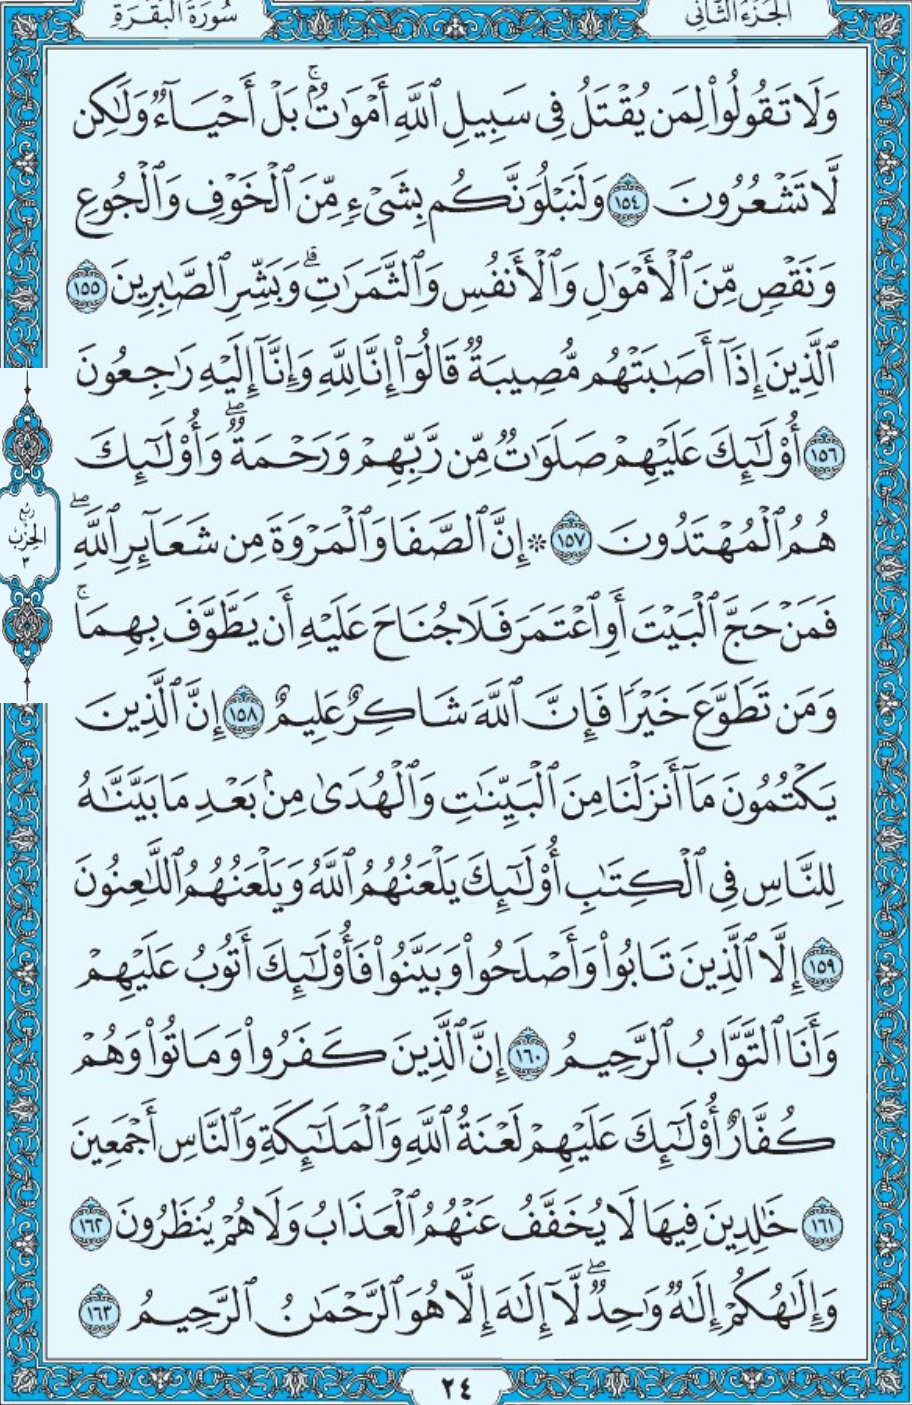 الجزء الثاني
سورة البقرة
وَلَا تَقُولُوا۟ لِمَن يُقْتَلُ فِى سَبِيلِ ٱللَّهِ أَمْوَٰتٌۢ ۚ بَلْ أَحْيَآءٌ وَلَٰكِن
لَّا تَشْعُرُونَ ١٥٤ وَلَنَبْلُوَنَّكُم بِشَىْءٍ مِّنَ ٱلْخَوْفِ وَٱلْجُوعِ
وَنَقْصٍ مِّنَ ٱلْأَمْوَٰلِ وَٱلْأَنفُسِ وَٱلثَّمَرَٰتِ ۗ وَبَشِّرِ ٱلصَّٰبِرِينَ ١٥٥
ٱلَّذِينَ إِذَآ أَصَٰبَتْهُم مُّصِيبَةٌ قَالُوٓا۟ إِنَّا لِلَّهِ وَإِنَّآ إِلَيْهِ رَٰجِعُونَ
١٥٦ أُو۟لَٰٓئِكَ عَلَيْهِمْ صَلَوَٰتٌ مِّن رَّبِّهِمْ وَرَحْمَةٌ ۖ وَأُو۟لَٰٓئِكَ
هُمُ ٱلْمُهْتَدُونَ ١٥٧ * إِنَّ ٱلصَّفَا وَٱلْمَرْوَةَ مِن شَعَآئِرِ ٱللَّهِ ۖ
ربع
الحزب
٣
فَمَنْ حَجَّ ٱلْبَيْتَ أَوِ ٱعْتَمَرَ فَلَا جُنَاحَ عَلَيْهِ أَن يَطَّوَّفَ بِهِمَا ۚ
وَمَن تَطَوَّعَ خَيْرًا فَإِنَّ ٱللَّهَ شَاكِرٌ عَلِيمٌ ١٥٨ إِنَّ ٱلَّذِينَ
يَكْتُمُونَ مَآ أَنزَلْنَا مِنَ ٱلْبَيِّنَٰتِ وَٱلْهُدَىٰ مِنۢ بَعْدِ مَا بَيَّنَّٰهُ
لِلنَّاسِ فِى ٱلْكِتَٰبِ أُو۟لَٰٓئِكَ يَلْعَنُهُمُ ٱللَّهُ وَيَلْعَنُهُمُ ٱللَّٰعِنُونَ
١٥٩ إِلَّا ٱلَّذِينَ تَابُوا۟ وَأَصْلَحُوا۟ وَبَيَّنُوا۟ فَأُو۟لَٰٓئِكَ أَتُوبُ عَلَيْهِمْ
وَأَنَا ٱلتَّوَّابُ ٱلرَّحِيمُ ١٦٠ إِنَّ ٱلَّذِينَ كَفَرُوا۟ وَمَاتُوا۟ وَهُمْ
كُفَّارٌ أُو۟لَٰٓئِكَ عَلَيْهِمْ لَعْنَةُ ٱللَّهِ وَٱلْمَلَٰٓئِكَةِ وَٱلنَّاسِ أَجْمَعِينَ
١٦١ خَٰلِدِينَ فِيهَا لَا يُخَفَّفُ عَنْهُمُ ٱلْعَذَابُ وَلَا هُمْ يُنظَرُونَ ١٦٢
وَإِلَٰهُكُمْ إِلَٰهٌ وَٰحِدٌ ۖ لَّآ إِلَٰهَ إِلَّا هُوَ ٱلرَّحْمَٰنُ ٱلرَّحِيمُ ١٦٣
٢٤